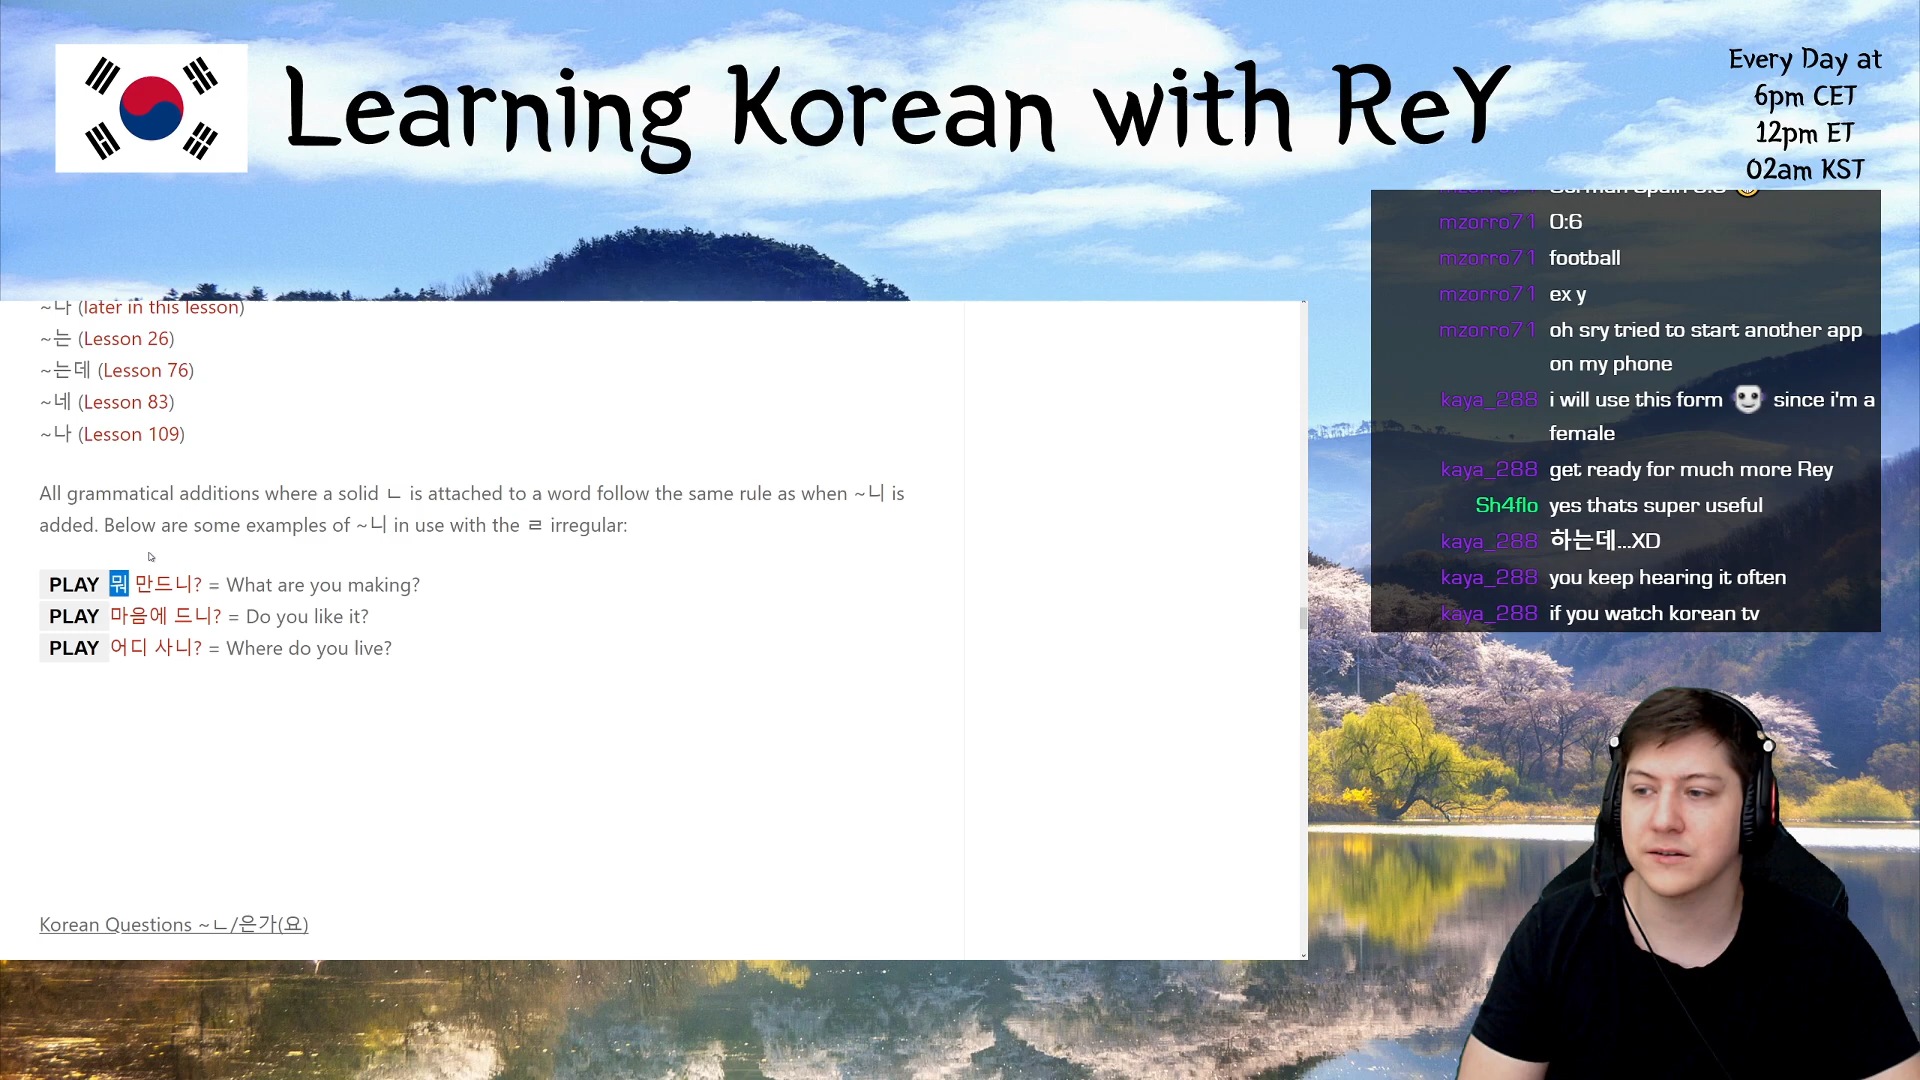 Learning Korean with ReY
Every Day at
6pm CET
12pm ET
02am KST
~나 (later in this lesson)
~는 (Lesson 26)
~는데 (Lesson 76)
~네 (Lesson 83)
~나 (Lesson 109)
All grammatical additions where a solid ㄴ is attached to a word follow the same rule as when ~니 is
added. Below are some examples of ~니 in use with the ㄹ irregular:
PLAY 뭐 만드니? = What are you making?
PLAY 마음에 드니? = Do you like it?
PLAY 어디 사니? = Where do you live?
Korean Questions ~ㄴ/은가(요)
mzorro71 0:6
mzorro71 football
mzorro71 ex y
mzorro71 oh sry tried to start another app
on my phone
kaya_288 i will use this form since i'm a
female
kaya_288 get ready for much more Rey
Sh4flo yes thats super useful
kaya_288 하는데...XD
kaya_288 you keep hearing it often
kaya_288 if you watch korean tv